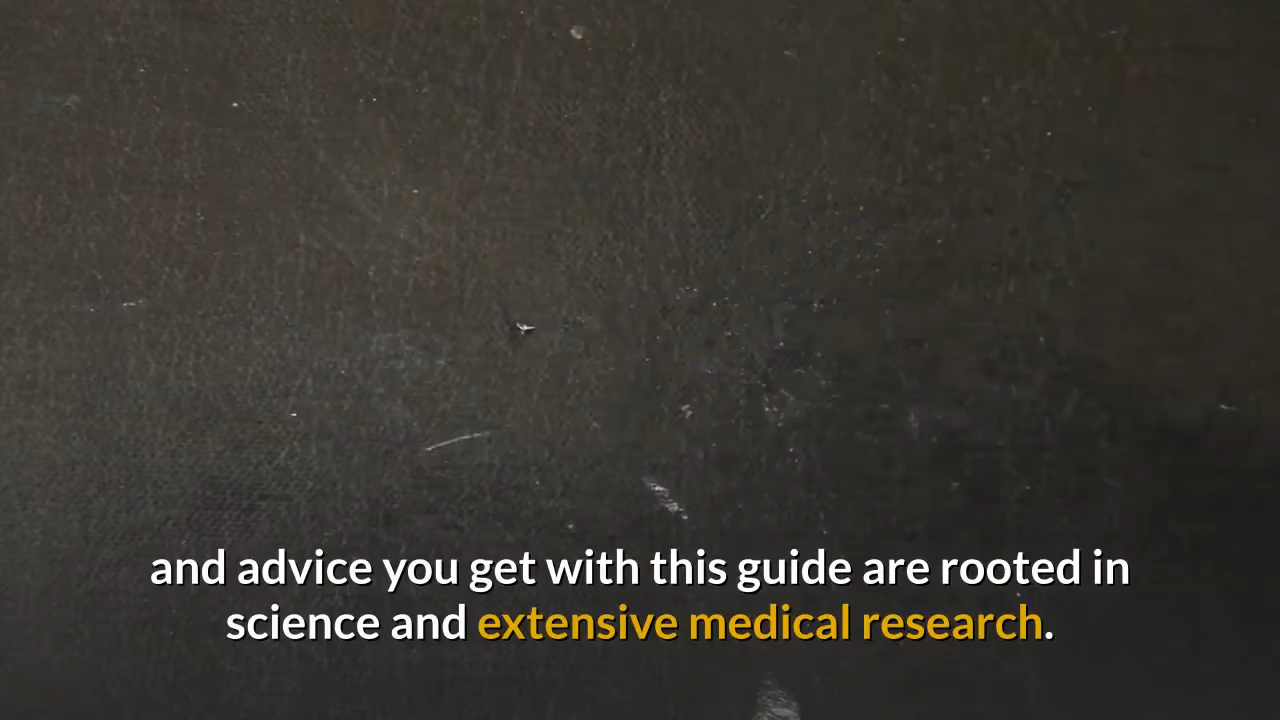 and advice you get with this guide are rooted in
science and extensive medical research.